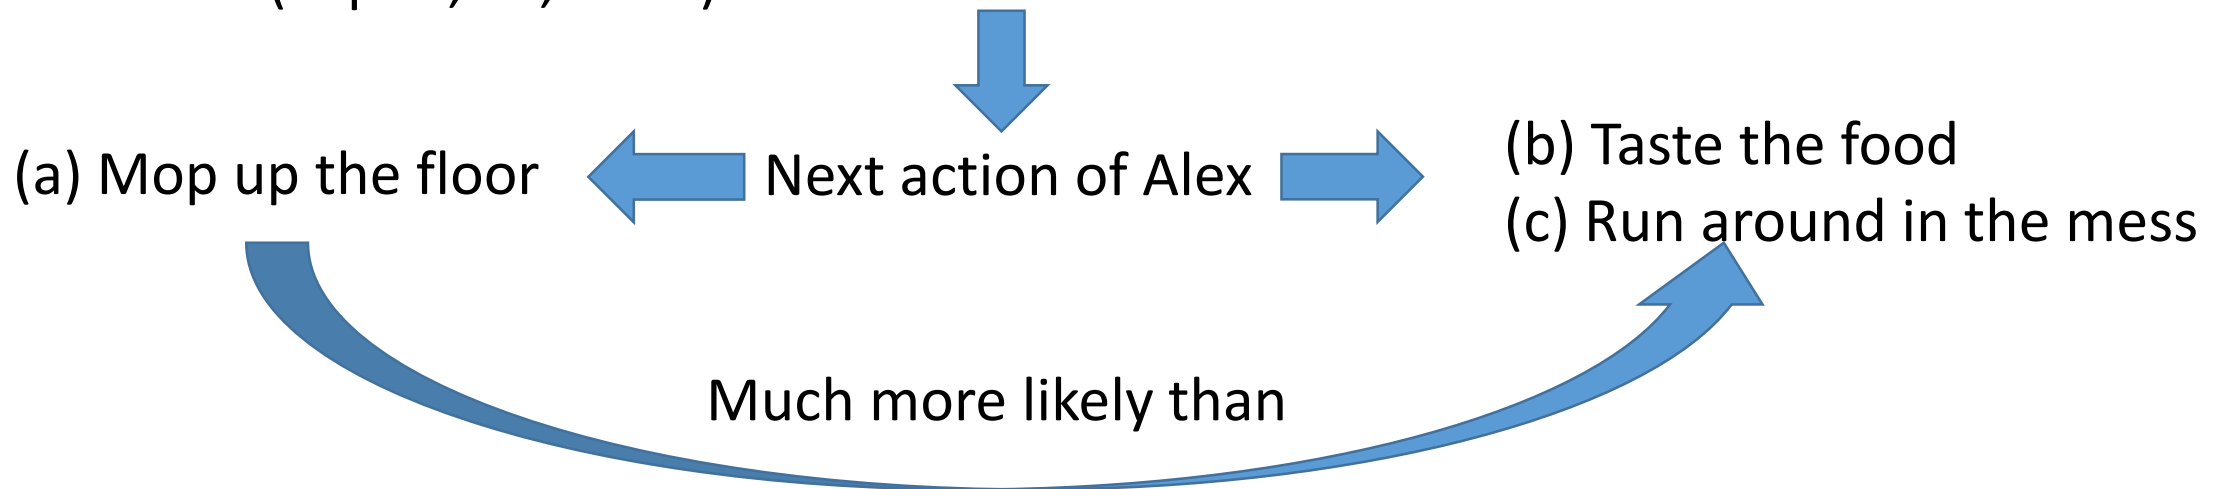 (a) Mop up the floor
Next action of Alex
(b) Taste the food
(c) Run around in the mess
Much more likely than